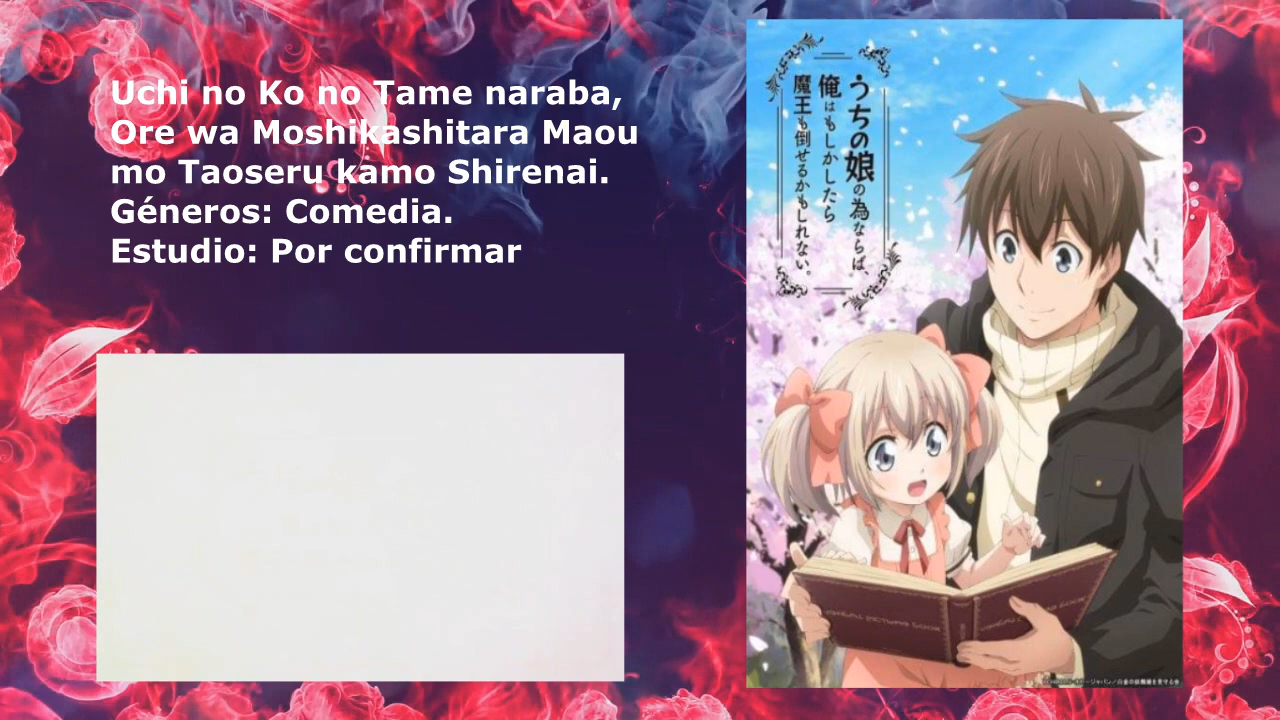 Uchi no Ko no Tame naraba,
Ore wa Moshikashitara Maou
mo Taoseru kamo Shirenai.
Géneros: Comedia.
Estudio: Por confirmar
うちの娘の為ならば、
俺はもしかしたら
魔王も倒せるかもしれない。